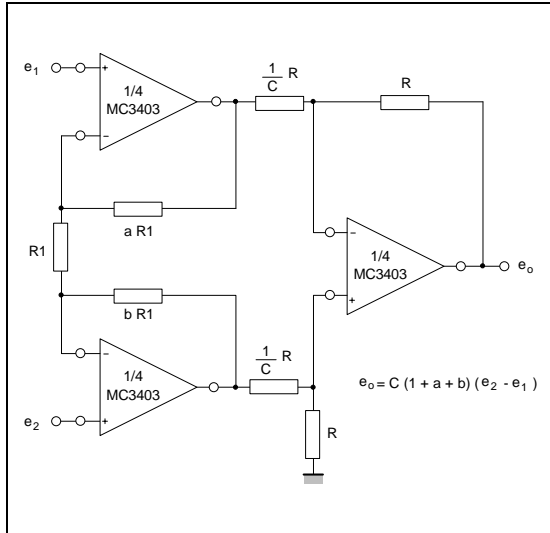 e1
+
1/4
MC3403
−
1/C R
R
a R1
R1
b R1
−
1/4
MC3403
+
eo
−
1/4
MC3403
+
e2
1/C R
R
eo = C (1 + a + b) (e2 - e1)